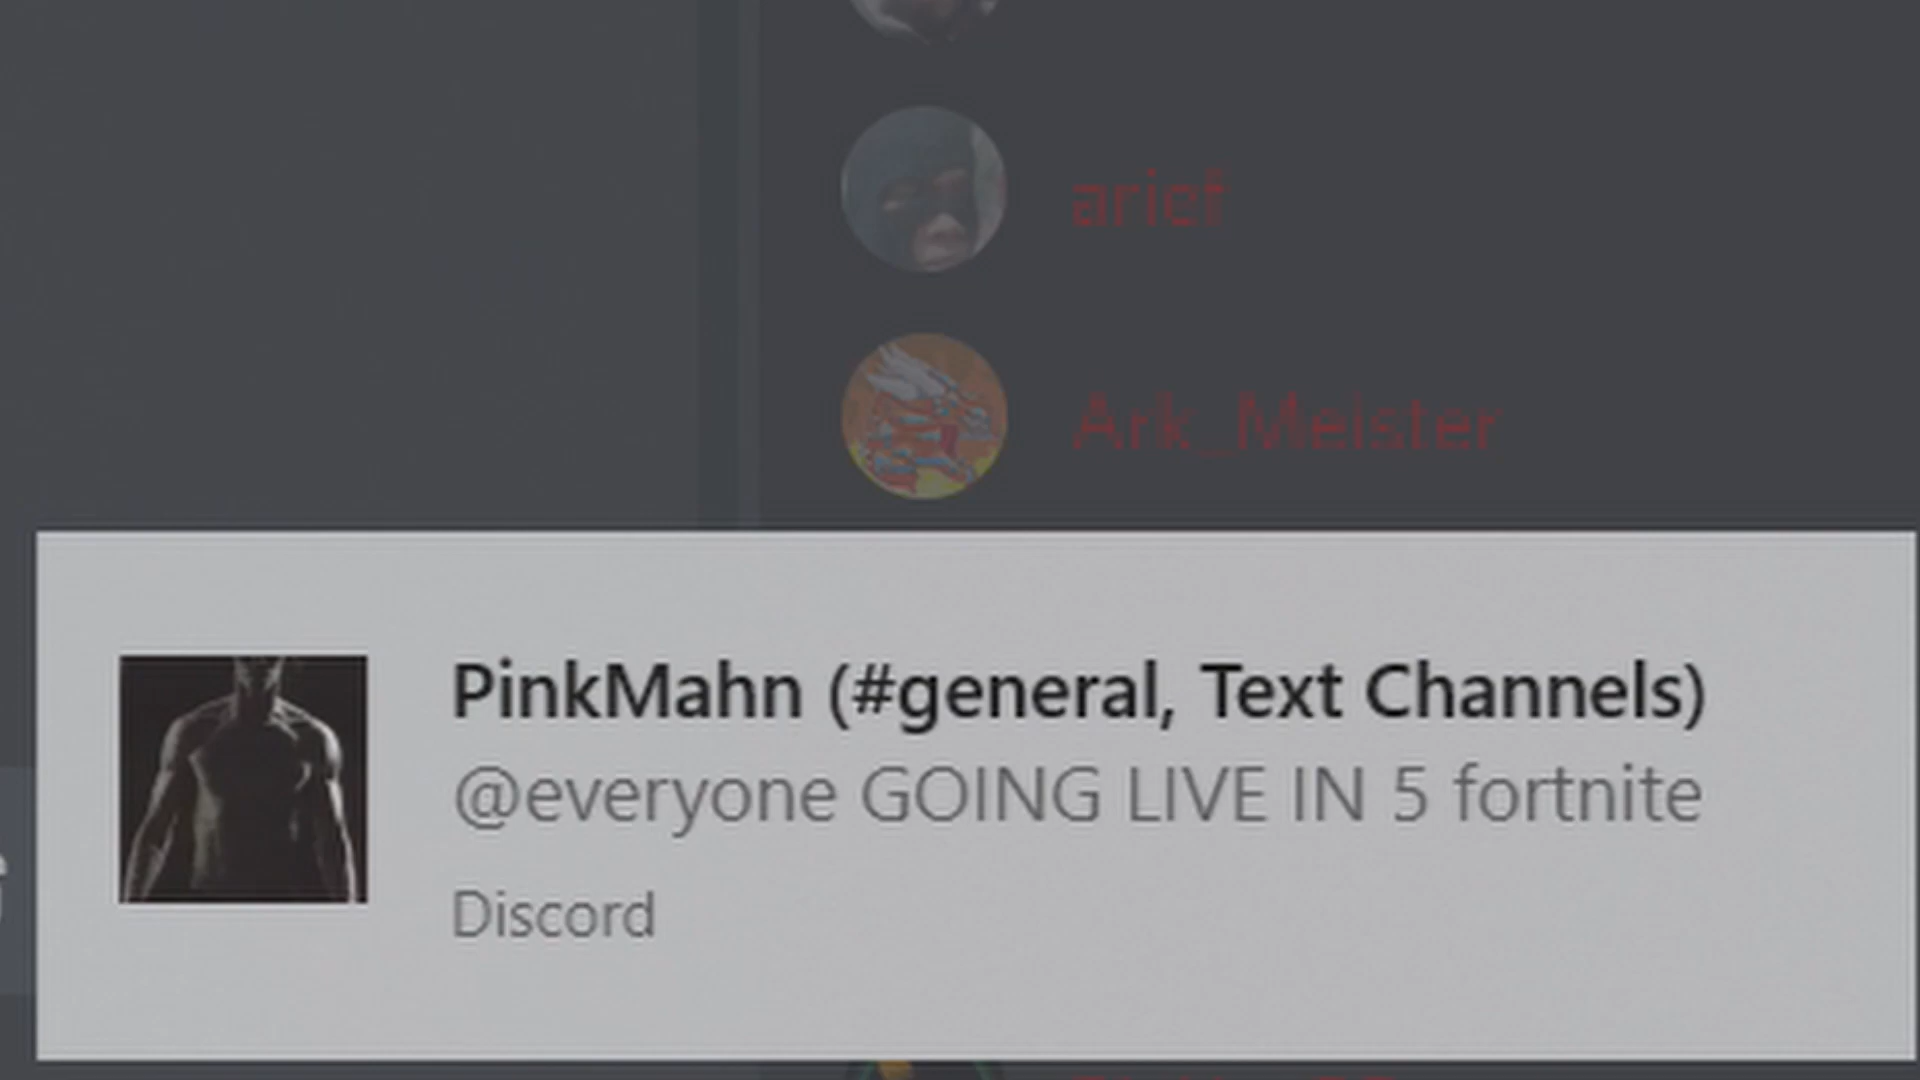 arief
Ark_Meister
PinkMahn (#general, Text Channels)
@everyone GOING LIVE IN 5 fortnite
Discord